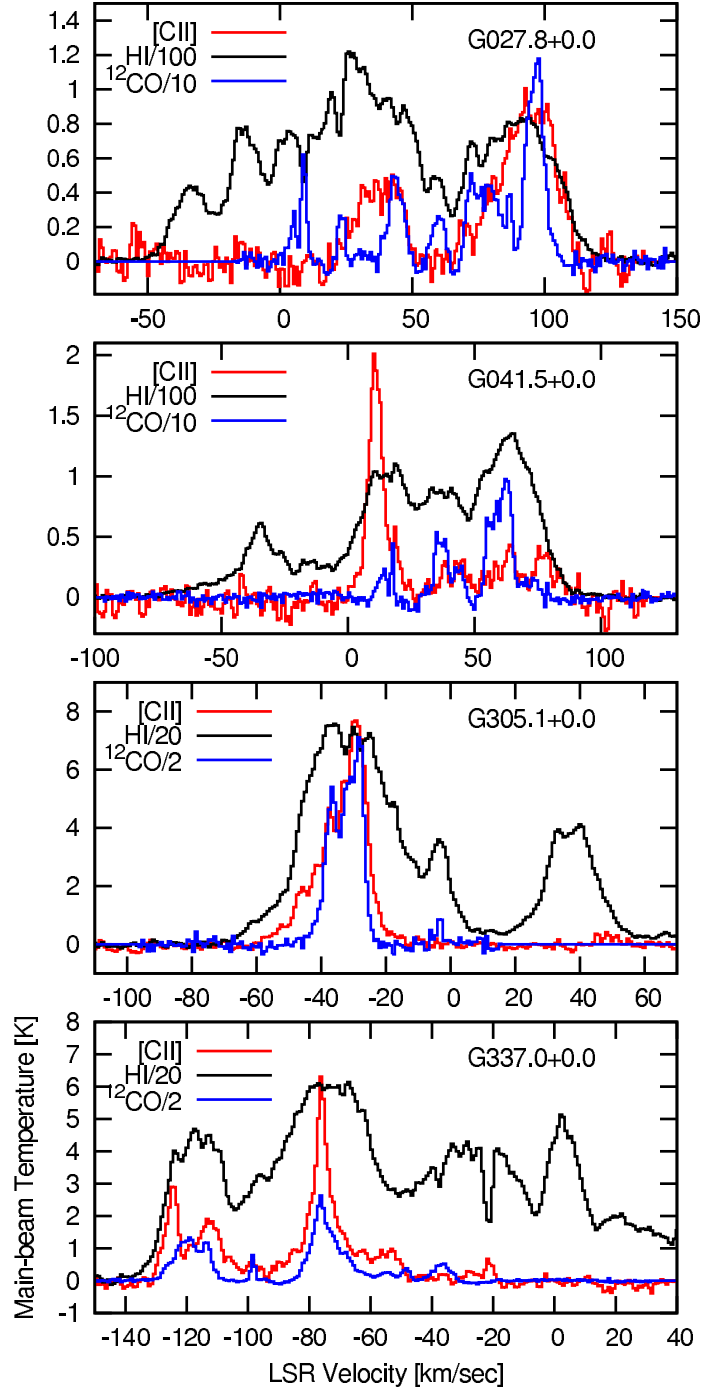 1.4
1.2
1
0.8
0.6
0.4
0.2
0
[CII]
HI/100
¹²CO/10
G027.8+0.0
-50 0 50 100 150
2
1.5
1
0.5
0
[CII]
HI/100
¹²CO/10
G041.5+0.0
-100 -50 0 50 100
8
6
4
2
0
[CII]
HI/20
¹²CO/2
G305.1+0.0
-100 -80 -60 -40 -20 0 20 40 60
Main-beam Temperature [K]
8
7
6
5
4
3
2
1
0
-1
[CII]
HI/20
¹²CO/2
G337.0+0.0
-140 -120 -100 -80 -60 -40 -20 0 20 40
LSR Velocity [km/sec]